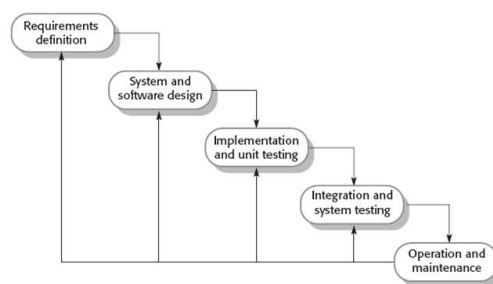 Requirements
definition
System and
software design
Implementation
and unit testing
Integration and
system testing
Operation and
maintenance